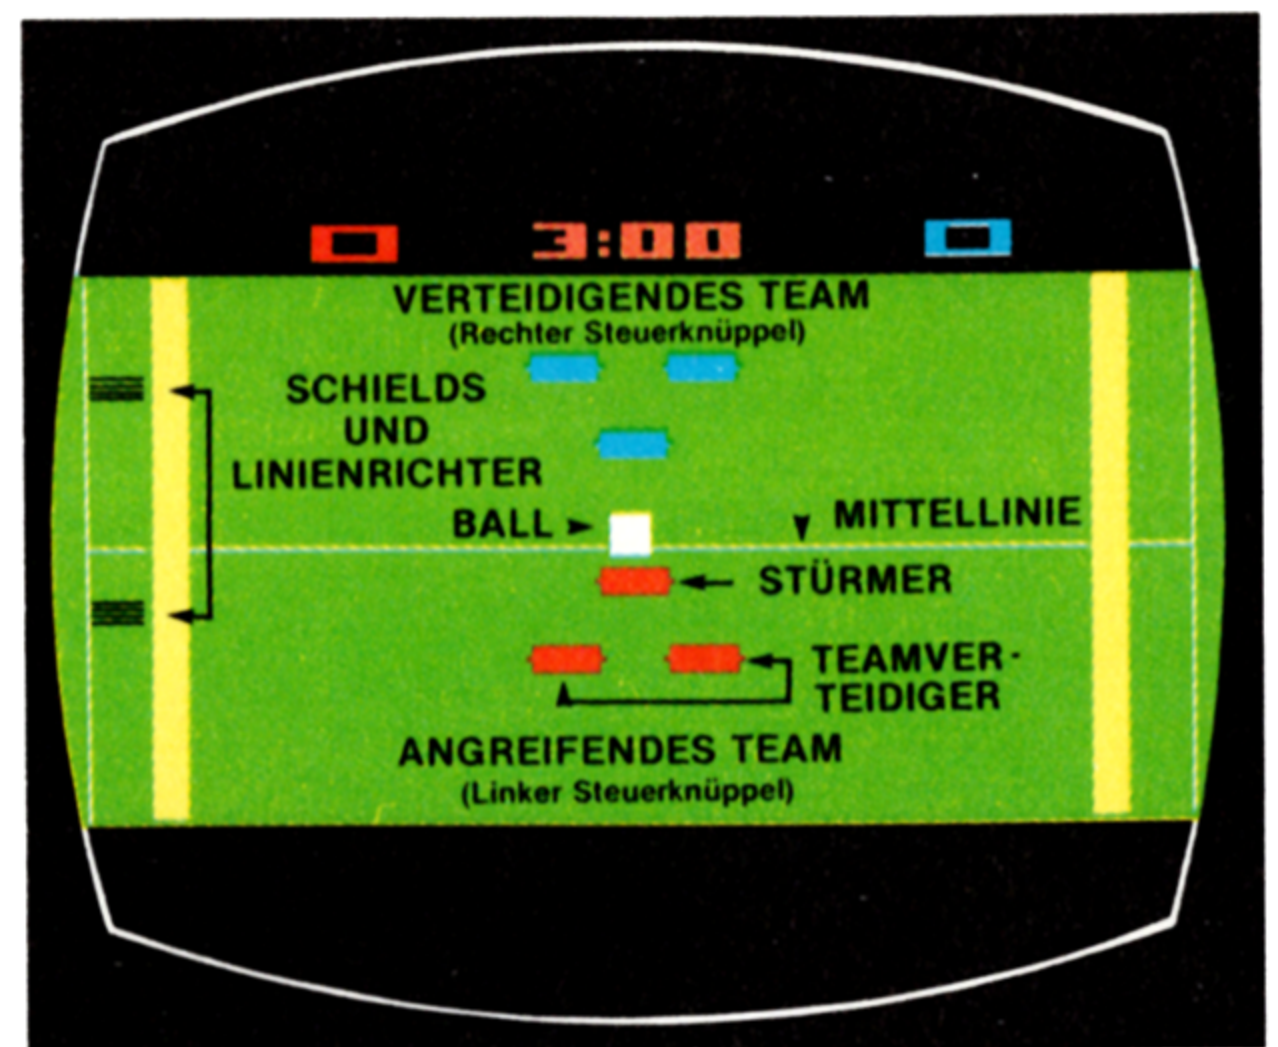 0 3:00 0
VERTEIDIGENDES TEAM
(Rechter Steuerknüppel)
SCHIELDS
UND
LINIENRICHTER
BALL
MITTELLINIE
STÜRMER
TEAMVER-
TEIDIGER
ANGREIFENDES TEAM
(Linker Steuerknüppel)